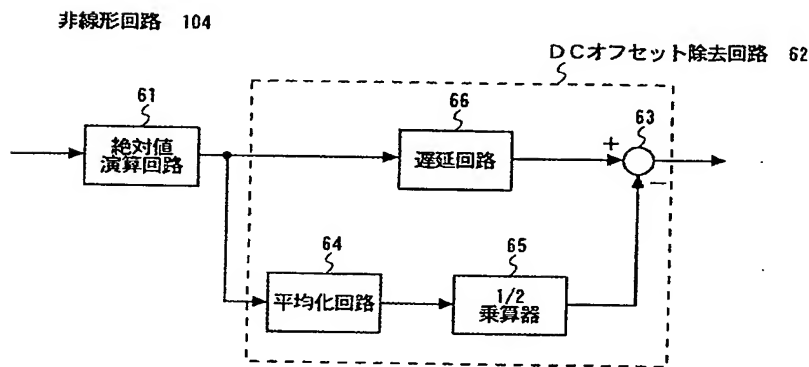 非線形回路 104
DCオフセット除去回路 62
61
絶対値
演算回路
66
遅延回路
63
+
−
64
平均化回路
65
1/2
乗算器